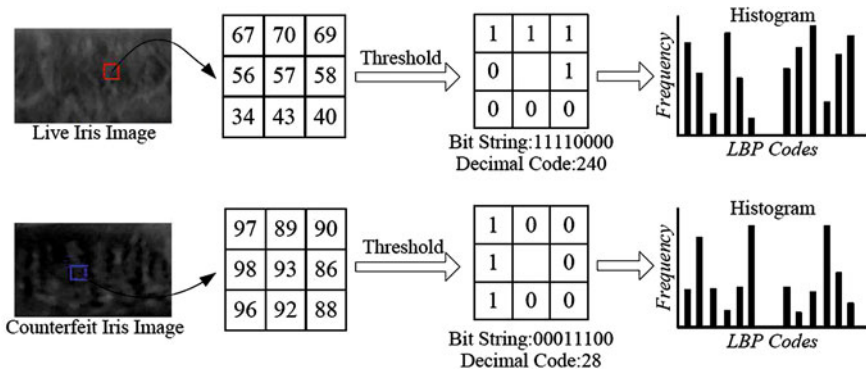 67 70 69
56 57 58
34 43 40
Live Iris Image
Threshold
1 1 1
0 1
0 0 0
Bit String:11110000
Decimal Code:240
Histogram
Frequency
LBP Codes
97 89 90
98 93 86
96 92 88
Counterfeit Iris Image
Threshold
1 0 0
1 0
1 0 0
Bit String:00011100
Decimal Code:28
Histogram
Frequency
LBP Codes